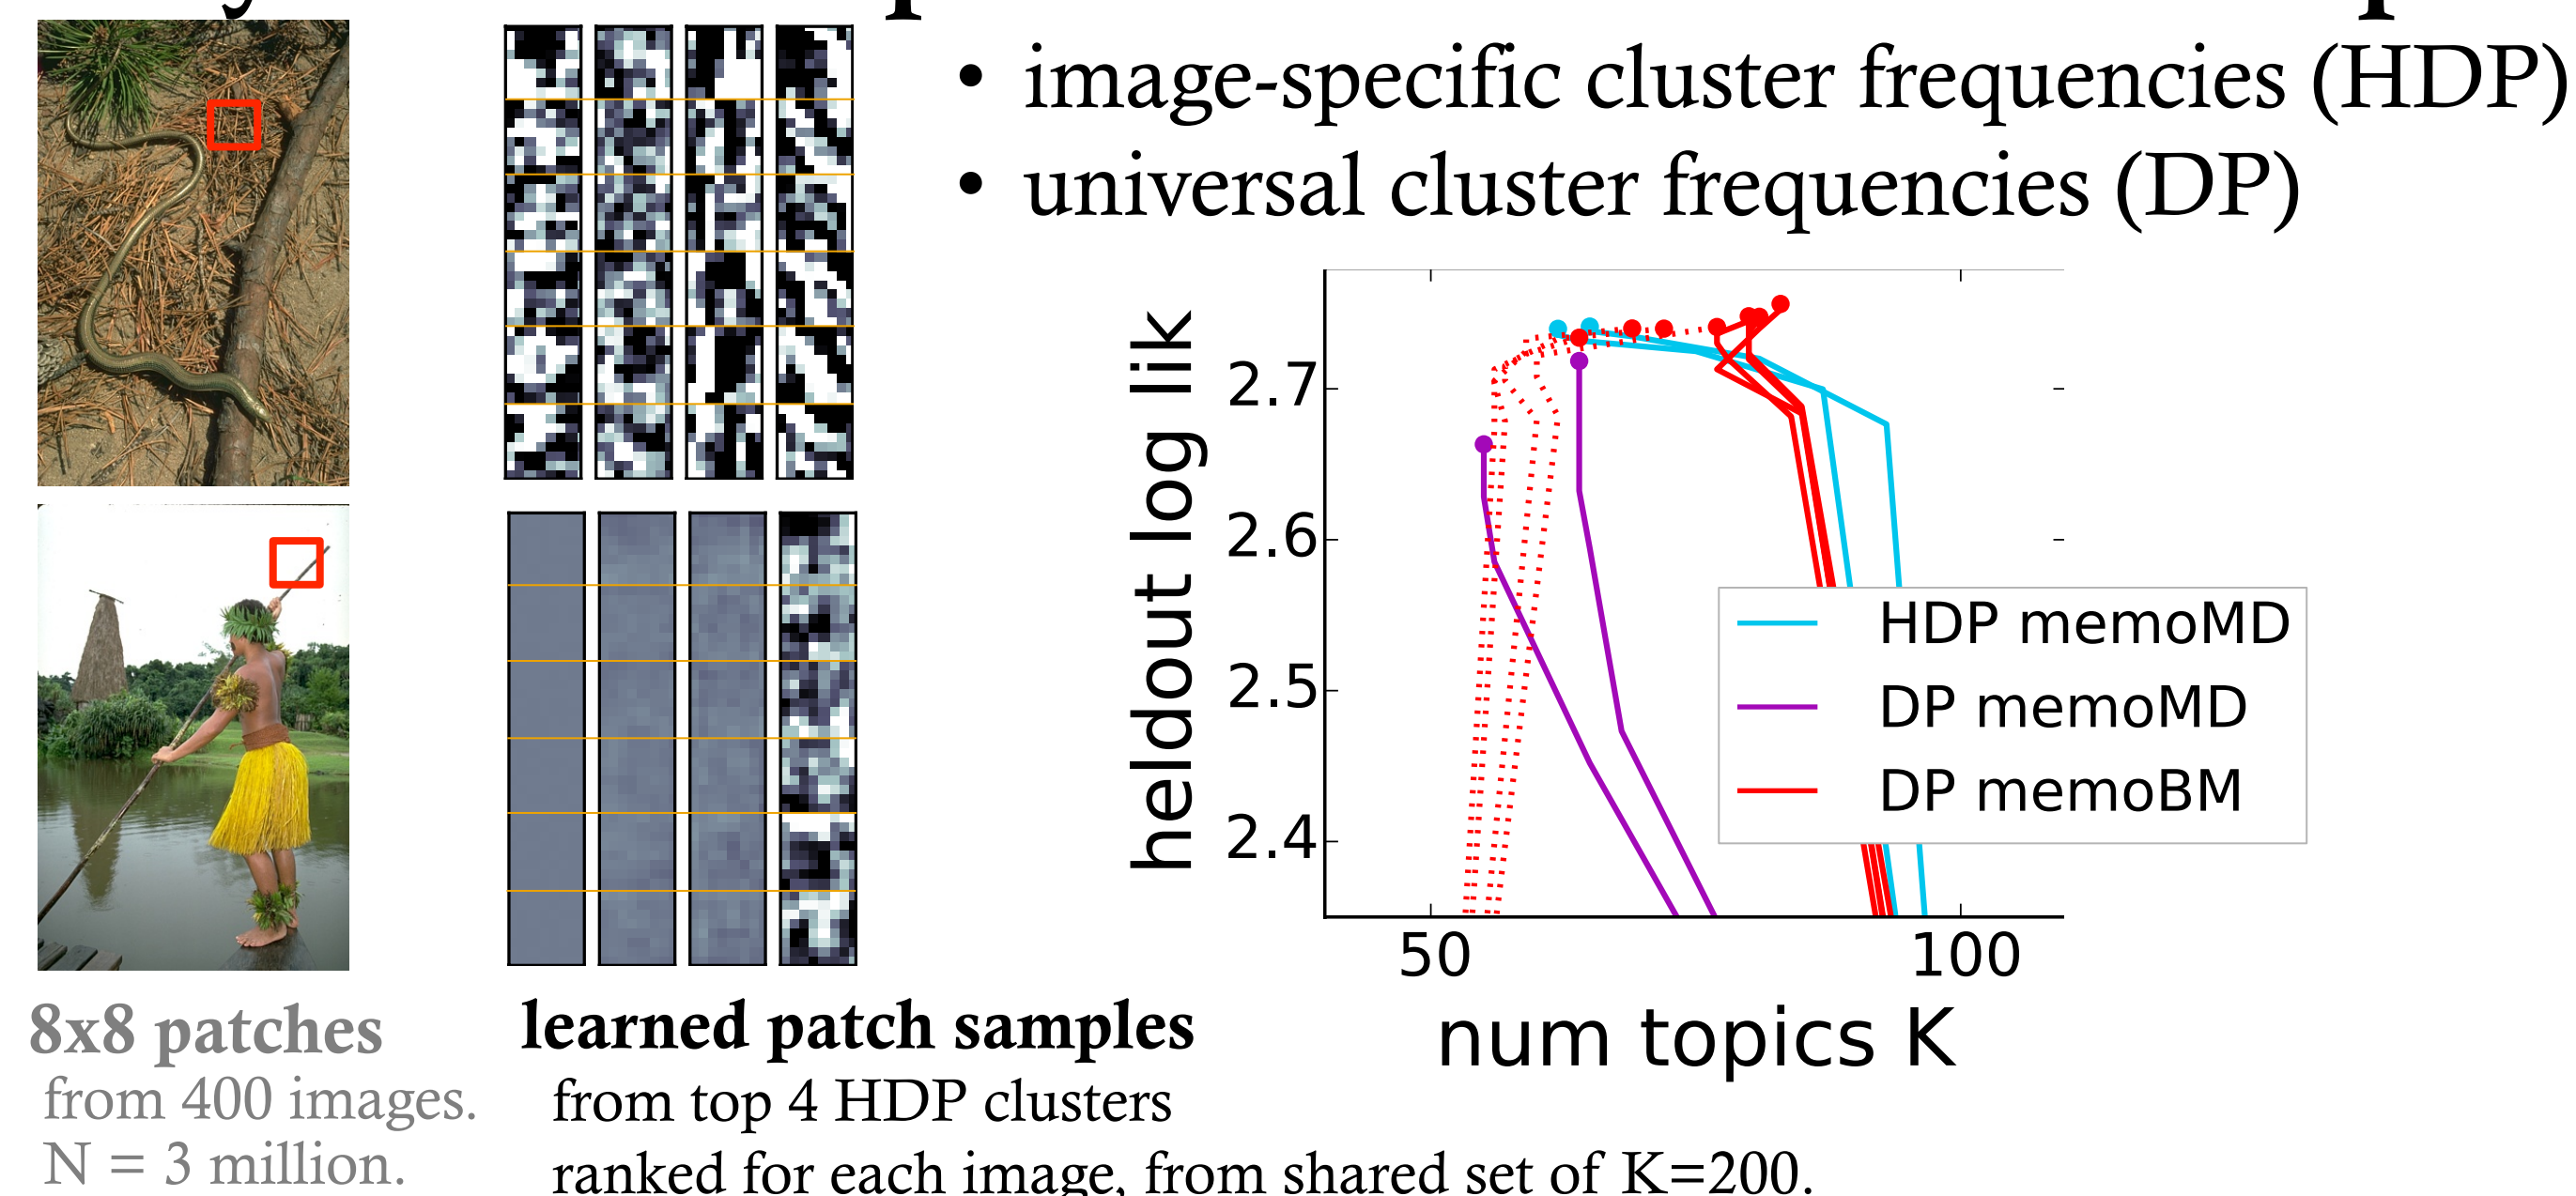 • image-specific cluster frequencies (HDP)
• universal cluster frequencies (DP)
heldout log lik
2.7
2.6
2.5
2.4
50 100
num topics K
HDP memoMD
DP memoMD
DP memoBM
8x8 patches
from 400 images.
N = 3 million.
learned patch samples
from top 4 HDP clusters
ranked for each image, from shared set of K=200.